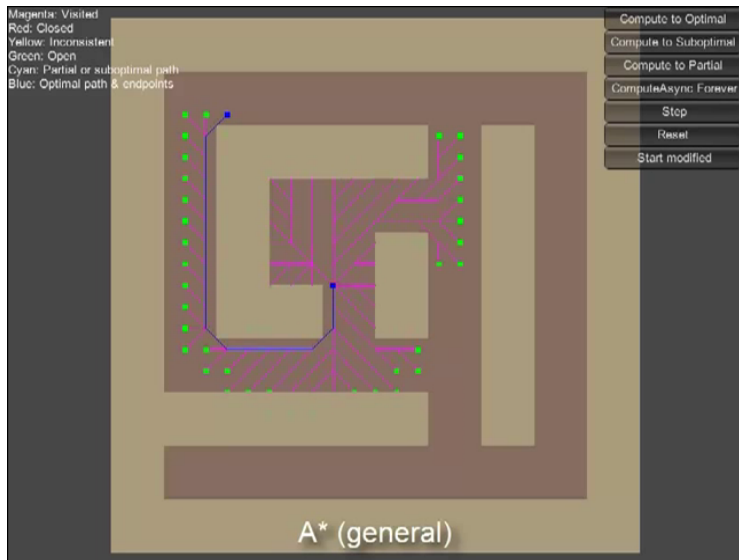 Magenta: Visited
Red: Closed
Yellow: Inconsistent
Green: Open
Cyan: Partial or suboptimal path
Blue: Optimal path & endpoints
Compute to Optimal
Compute to Suboptimal
Compute to Partial
ComputeAsync Forever
Step
Reset
Start modified
A* (general)